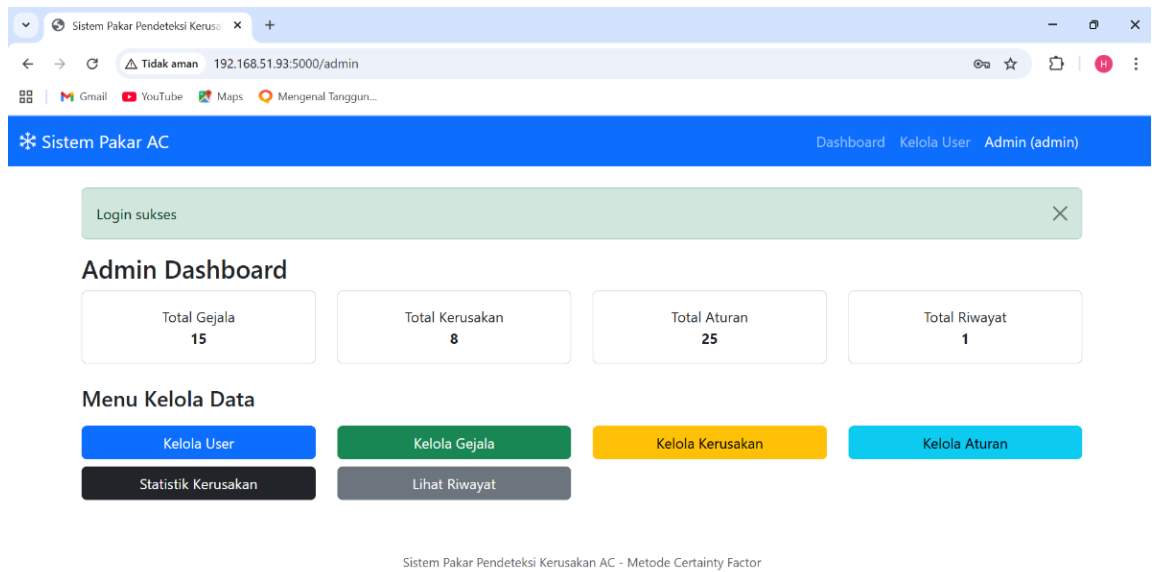 Sistem Pakar Pendeteksi Kerusa
Tidak aman 192.168.51.93:5000/admin
H
Gmail YouTube Maps Mengenal Tanggun...
Sistem Pakar AC Dashboard Kelola User Admin (admin)
Login sukses
Admin Dashboard
Total Gejala Total Kerusakan Total Aturan Total Riwayat
15 8 25 1
Menu Kelola Data
Kelola User Kelola Gejala Kelola Kerusakan Kelola Aturan
Statistik Kerusakan Lihat Riwayat
Sistem Pakar Pendeteksi Kerusakan AC - Metode Certainty Factor